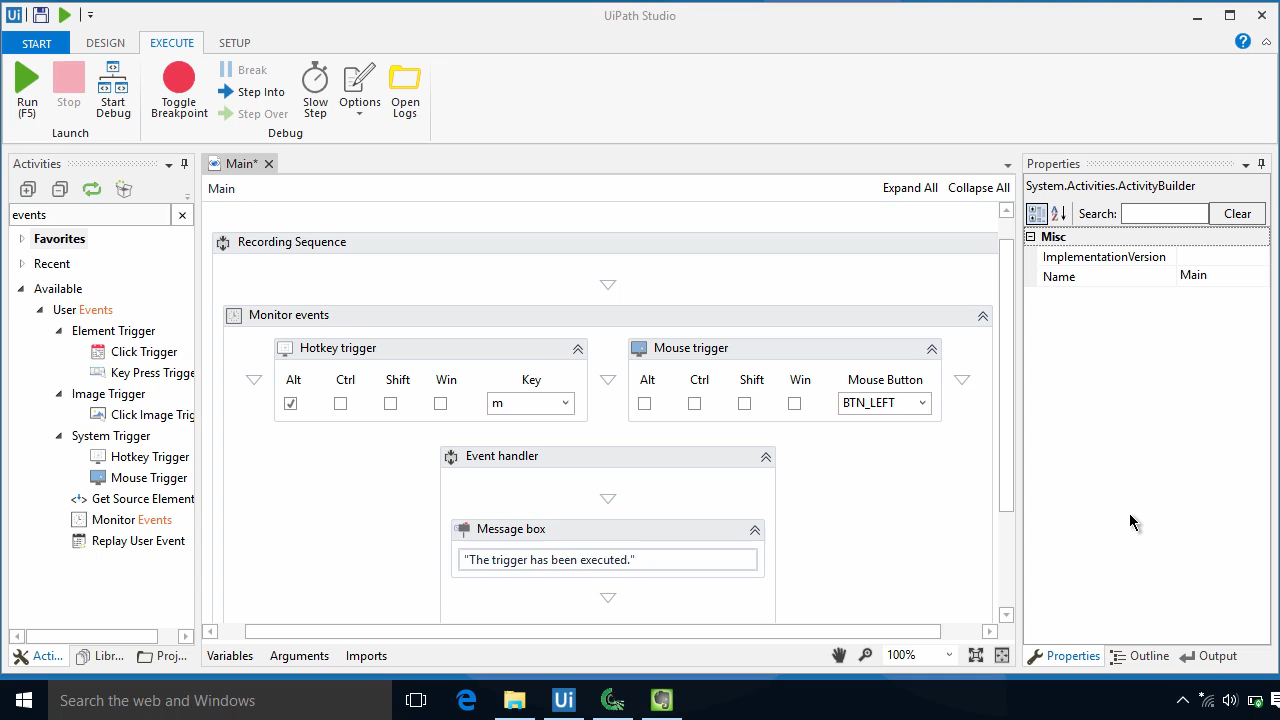 Ui
UiPath Studio
START
DESIGN
EXECUTE
SETUP
Run
(F5)
Stop
Start
Debug
Launch
Toggle
Breakpoint
Break
Step Into
Step Over
Slow
Step
Options
Open
Logs
Debug
Activities
events
Favorites
Recent
Available
User Events
Element Trigger
Click Trigger
Key Press Trigge
Image Trigger
Click Image Trig
System Trigger
Hotkey Trigger
Mouse Trigger
Get Source Element
Monitor Events
Replay User Event
Acti...
Libr...
Proj...
Main*
Main
Expand All
Collapse All
Recording Sequence
Monitor events
Hotkey trigger
Alt Ctrl Shift Win Key
m
Mouse trigger
Alt Ctrl Shift Win Mouse Button
BTN_LEFT
Event handler
Message box
"The trigger has been executed."
Variables
Arguments
Imports
100%
Properties
System.Activities.ActivityBuilder
Search:
Clear
Misc
ImplementationVersion
Name Main
Properties
Outline
Output
Search the web and Windows
Ui